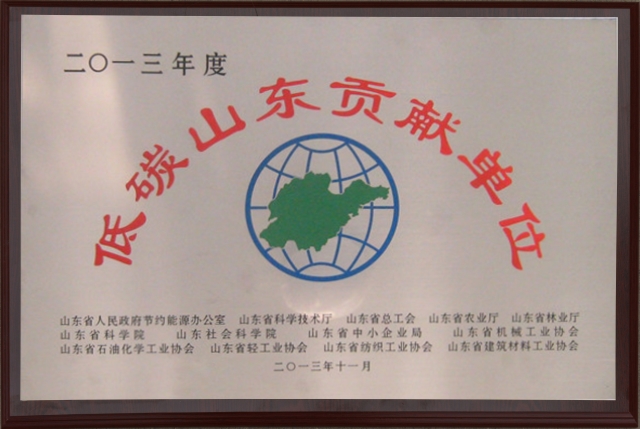 二〇一三年度
低碳山东贡献单位
山东省人民政府节约能源办公室 山东省科学技术厅 山东省总工会 山东省农业厅 山东省林业厅
山东省科学院 山东社会科学院 山东省中小企业局 山东省机械工业协会
山东省石油化学工业协会 山东省轻工业协会 山东省纺织工业协会 山东省建筑材料工业协会
二〇一三年十一月